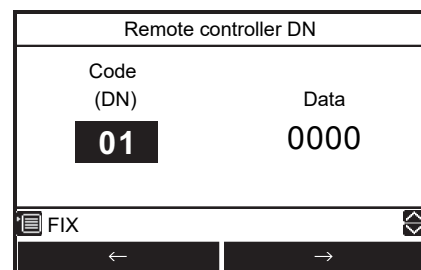 Remote controller DN
Code
(DN) Data
01 0000
FIX
← →